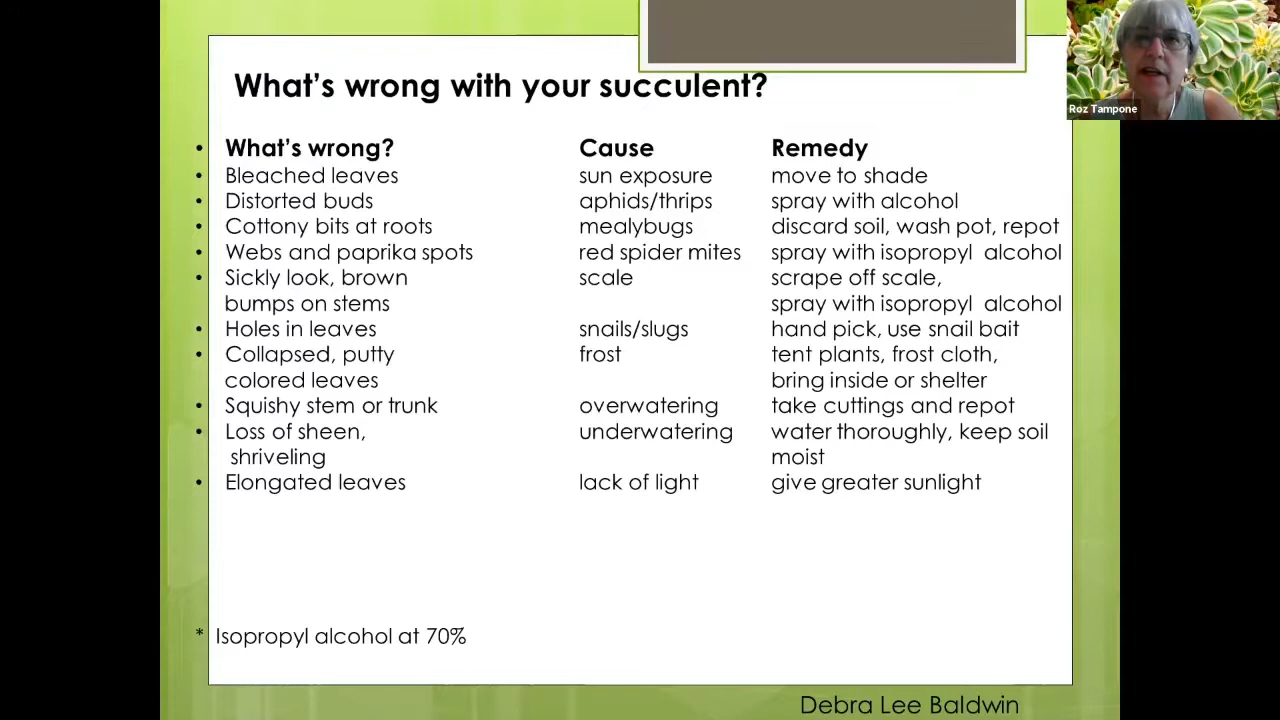 What's wrong with your succulent?
Roz Tampone
• What's wrong? Cause Remedy
• Bleached leaves sun exposure move to shade
• Distorted buds aphids/thrips spray with alcohol
• Cottony bits at roots mealybugs discard soil, wash pot, repot
• Webs and paprika spots red spider mites spray with isopropyl alcohol
• Sickly look, brown scale scrape off scale,
bumps on stems spray with isopropyl alcohol
• Holes in leaves snails/slugs hand pick, use snail bait
• Collapsed, putty frost tent plants, frost cloth,
colored leaves bring inside or shelter
• Squishy stem or trunk overwatering take cuttings and repot
• Loss of sheen, underwatering water thoroughly, keep soil
shriveling moist
• Elongated leaves lack of light give greater sunlight
* Isopropyl alcohol at 70%
Debra Lee Baldwin